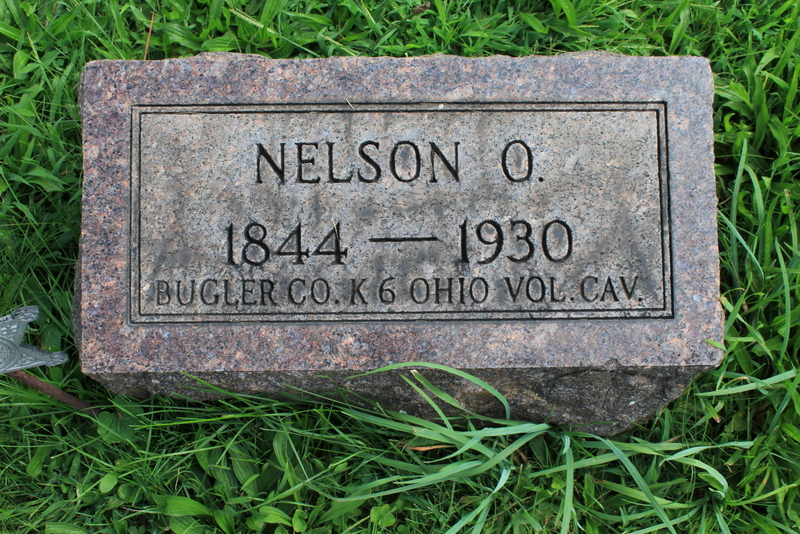 NELSON O.
1844 — 1930
BUGLER CO. K 6 OHIO VOL. CAV.